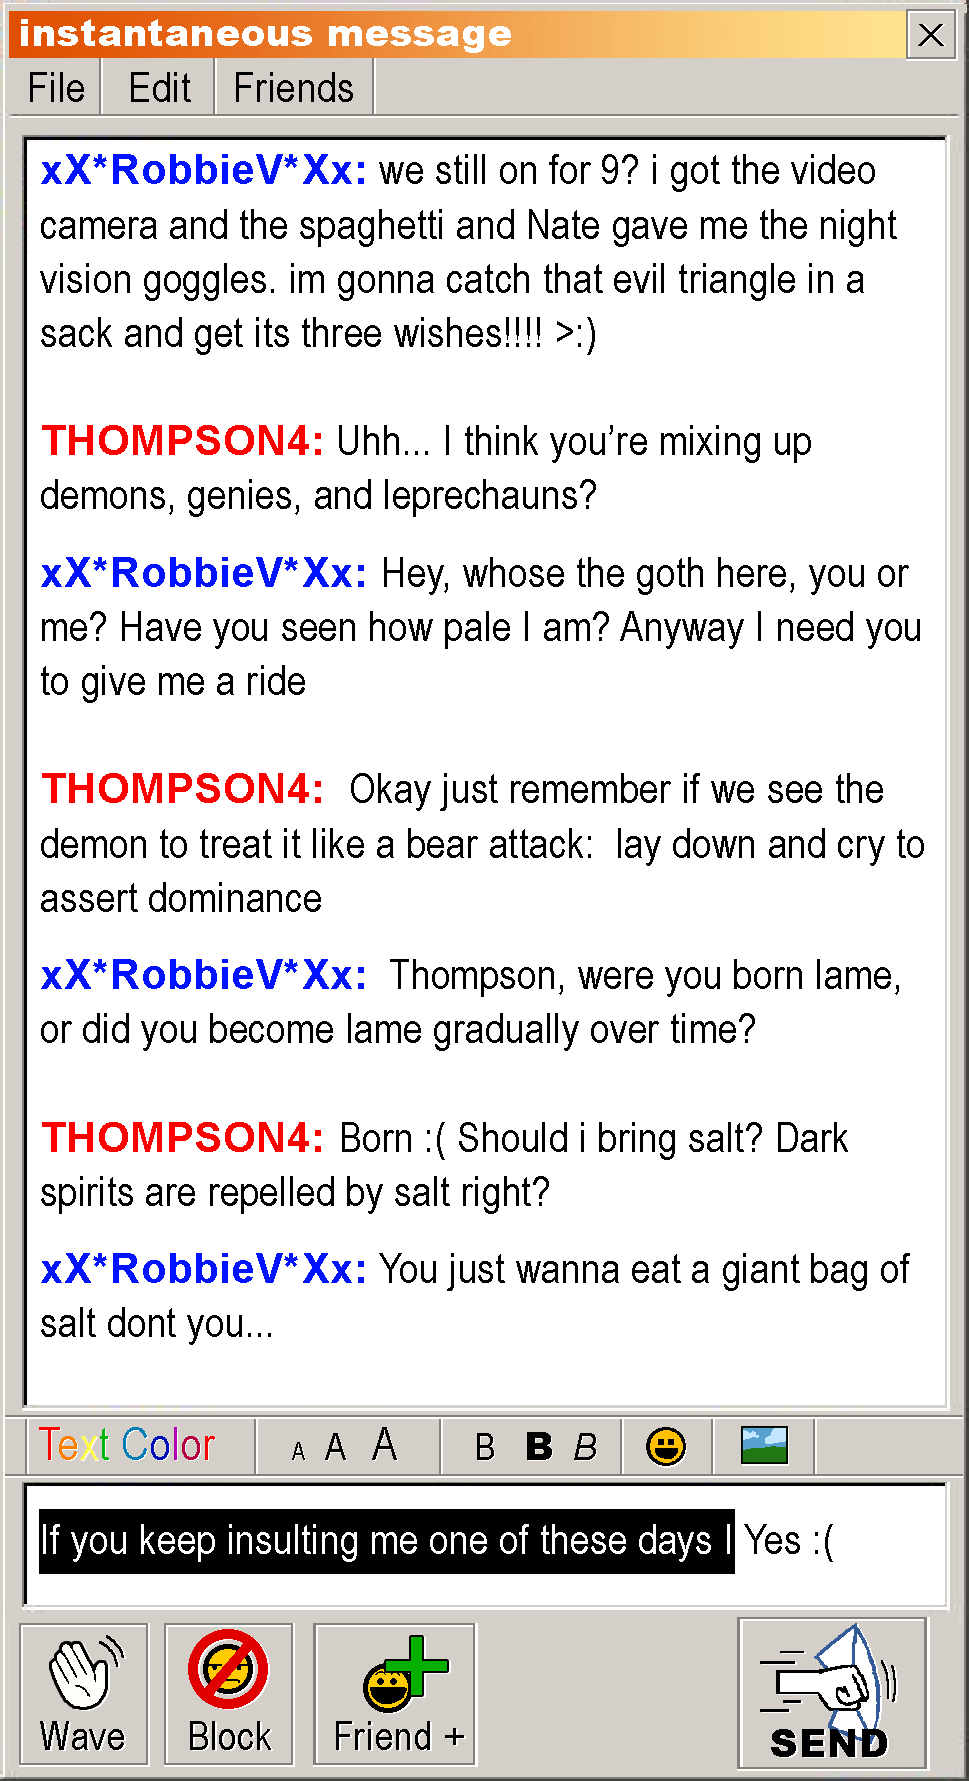 instantaneous message
File Edit Friends
xX*RobbieV*Xx: we still on for 9? i got the video
camera and the spaghetti and Nate gave me the night
vision goggles. im gonna catch that evil triangle in a
sack and get its three wishes!!!! >:)
THOMPSON4: Uhh... I think you’re mixing up
demons, genies, and leprechauns?
xX*RobbieV*Xx: Hey, whose the goth here, you or
me? Have you seen how pale I am? Anyway I need you
to give me a ride
THOMPSON4: Okay just remember if we see the
demon to treat it like a bear attack: lay down and cry to
assert dominance
xX*RobbieV*Xx: Thompson, were you born lame,
or did you become lame gradually over time?
THOMPSON4: Born :( Should i bring salt? Dark
spirits are repelled by salt right?
xX*RobbieV*Xx: You just wanna eat a giant bag of
salt dont you...
Text Color A A A B B B
If you keep insulting me one of these days I Yes :(
Wave Block Friend + SEND